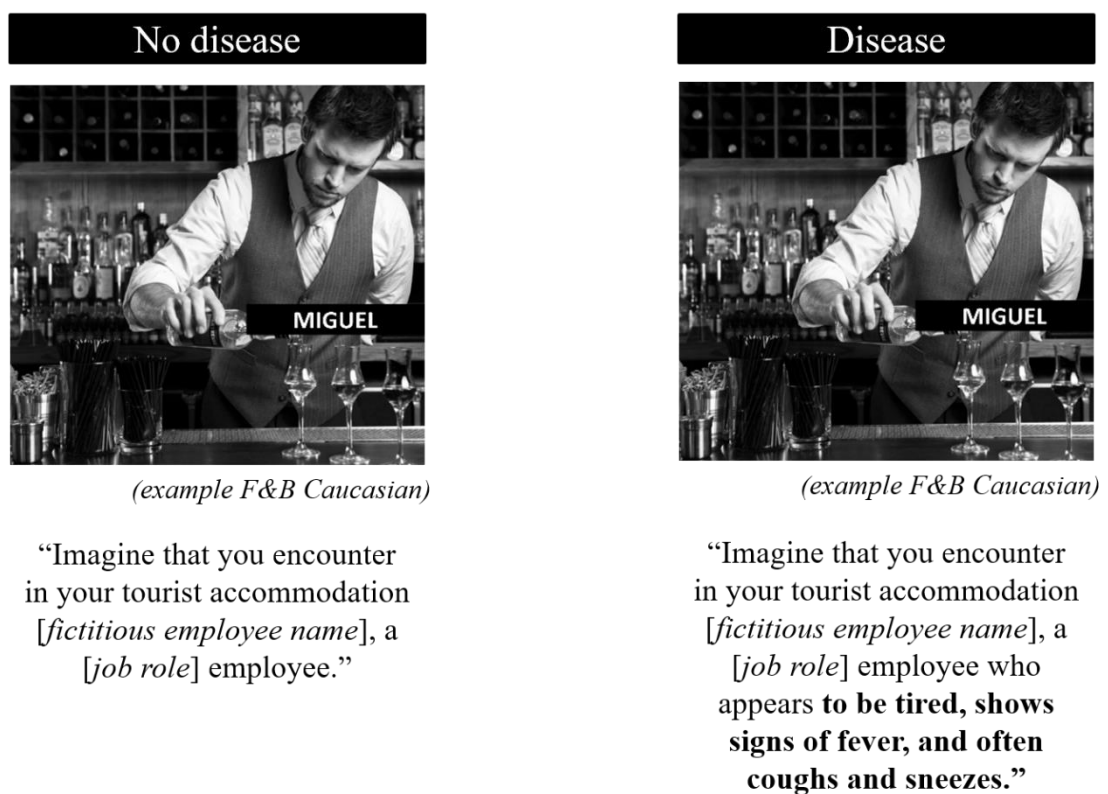 No disease
MIGUEL
(example F&B Caucasian)
“Imagine that you encounter
in your tourist accommodation
[fictitious employee name], a
[job role] employee.”
Disease
MIGUEL
(example F&B Caucasian)
“Imagine that you encounter
in your tourist accommodation
[fictitious employee name], a
[job role] employee who
appears to be tired, shows
signs of fever, and often
coughs and sneezes.”